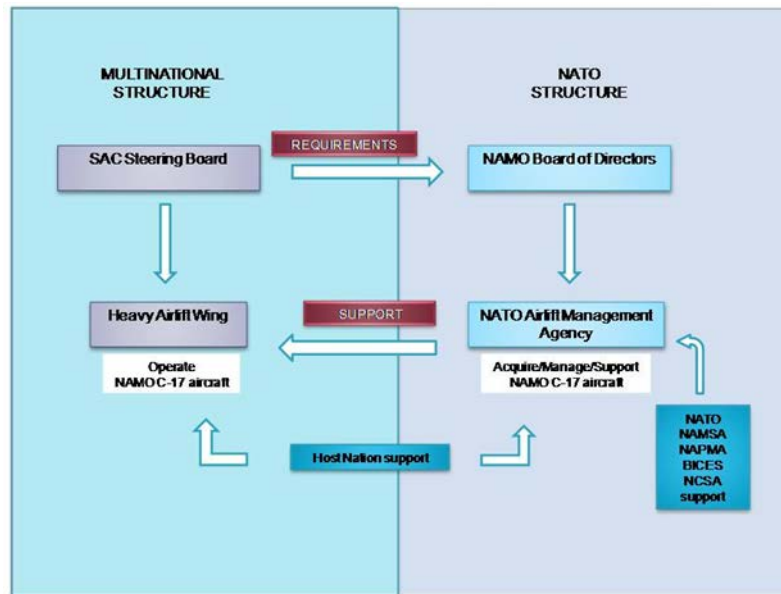 MULTINATIONAL
STRUCTURE
NATO
STRUCTURE
SAC Steering Board
REQUIREMENTS
NAMO Board of Directors
Heavy Airlift Wing
SUPPORT
NATO Airlift Management
Agency
Operate
NAMO C-17 aircraft
Acquire/Manage/Support
NAMO C-17 aircraft
Host Nation support
NATO
NAMSA
NAPMA
BICES
NCSA
support